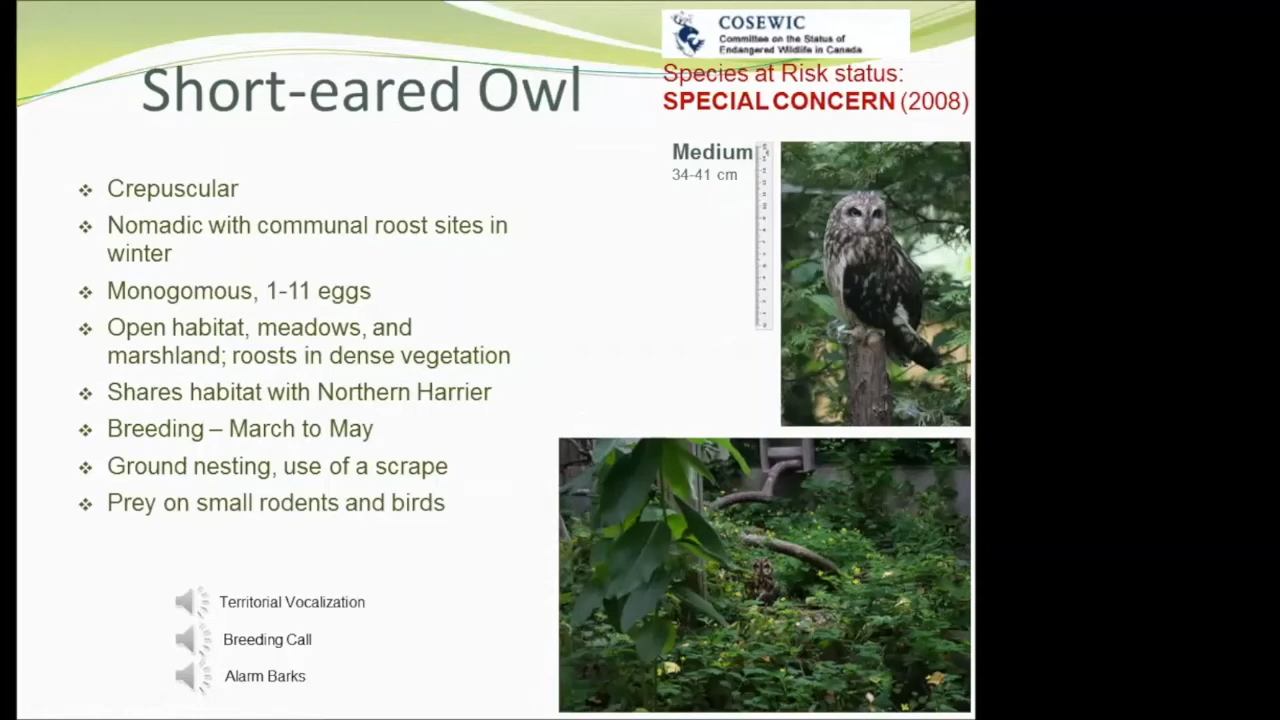 COSEWIC
Committee on the Status of
Endangered Wildlife in Canada
Short-eared Owl
Species at Risk status:
SPECIAL CONCERN (2008)
Medium
34-41 cm
Crepuscular
Nomadic with communal roost sites in
winter
Monogomous, 1-11 eggs
Open habitat, meadows, and
marshland; roosts in dense vegetation
Shares habitat with Northern Harrier
Breeding – March to May
Ground nesting, use of a scrape
Prey on small rodents and birds
Territorial Vocalization
Breeding Call
Alarm Barks